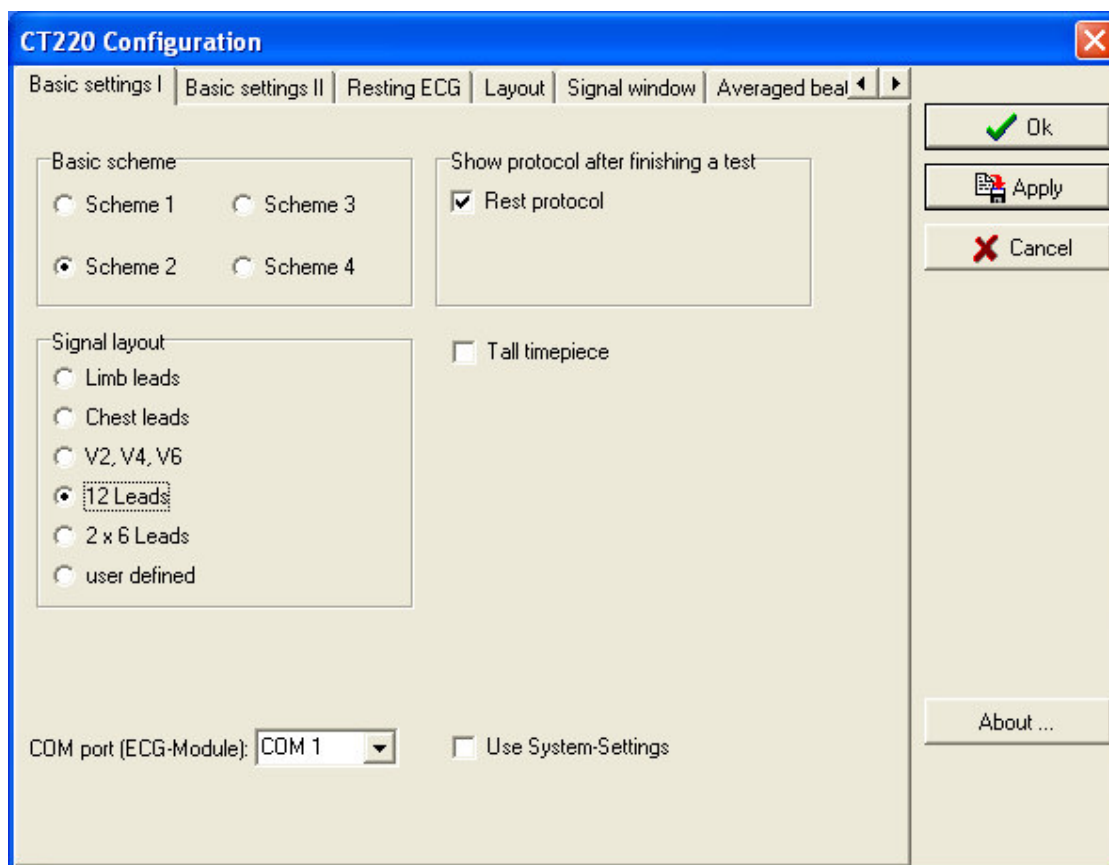 CT220 Configuration
Basic settings I
Basic settings II
Resting ECG
Layout
Signal window
Averaged beat
Ok
Apply
Cancel
Basic scheme
Scheme 1
Scheme 3
Scheme 2
Scheme 4
Show protocol after finishing a test
Rest protocol
Signal layout
Limb leads
Chest leads
V2, V4, V6
12 Leads
2 x 6 Leads
user defined
Tall timepiece
COM port (ECG-Module):
COM 1
Use System-Settings
About ...